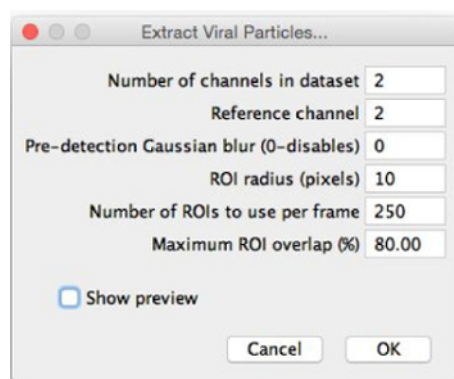 Extract Viral Particles...
Number of channels in dataset 2
Reference channel 2
Pre-detection Gaussian blur (0-disables) 0
ROI radius (pixels) 10
Number of ROIs to use per frame 250
Maximum ROI overlap (%) 80.00
Show preview
Cancel OK